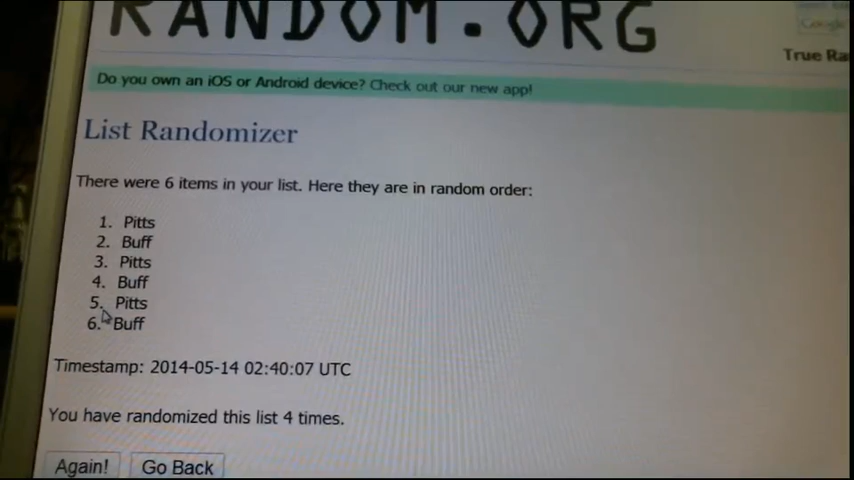 RANDOM.ORG
Google
True Ra
Do you own an iOS or Android device? Check out our new app!
List Randomizer
There were 6 items in your list. Here they are in random order:
1. Pitts
2. Buff
3. Pitts
4. Buff
5. Pitts
6. Buff
Timestamp: 2014-05-14 02:40:07 UTC
You have randomized this list 4 times.
Again! Go Back